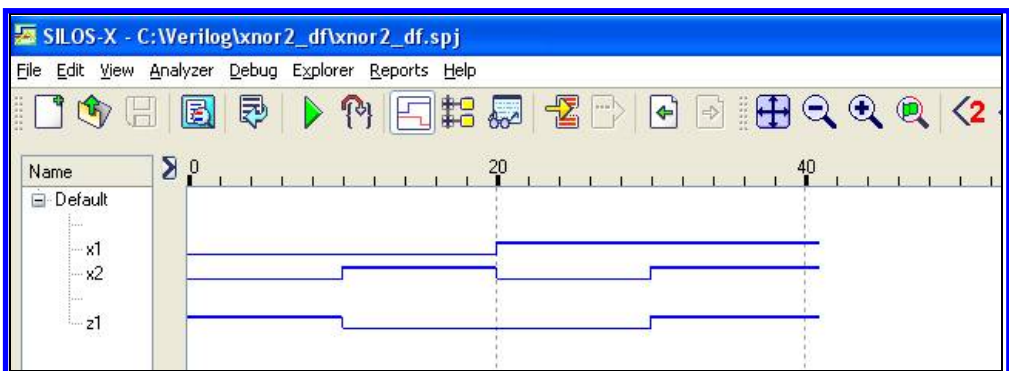 SILOS-X - C:\Verilog\xnor2_df\xnor2_df.spj
File Edit View Analyzer Debug Explorer Reports Help
2
Name
0 20 40
Default
x1
x2
z1